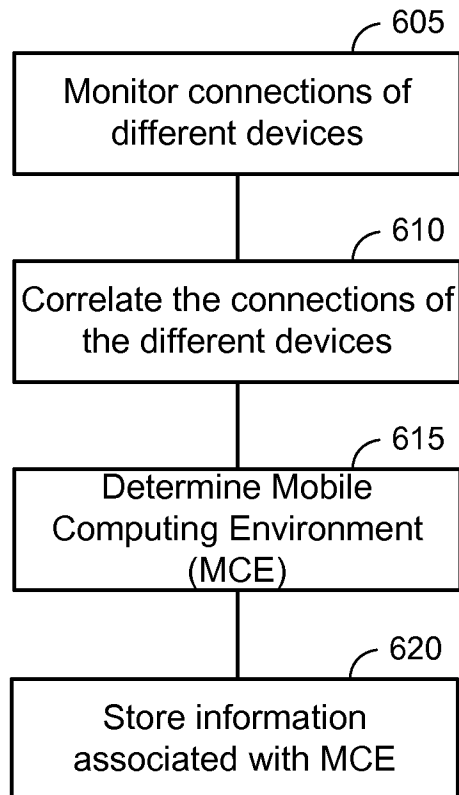 605
Monitor connections of
different devices
610
Correlate the connections of
the different devices
615
Determine Mobile
Computing Environment
(MCE)
620
Store information
associated with MCE